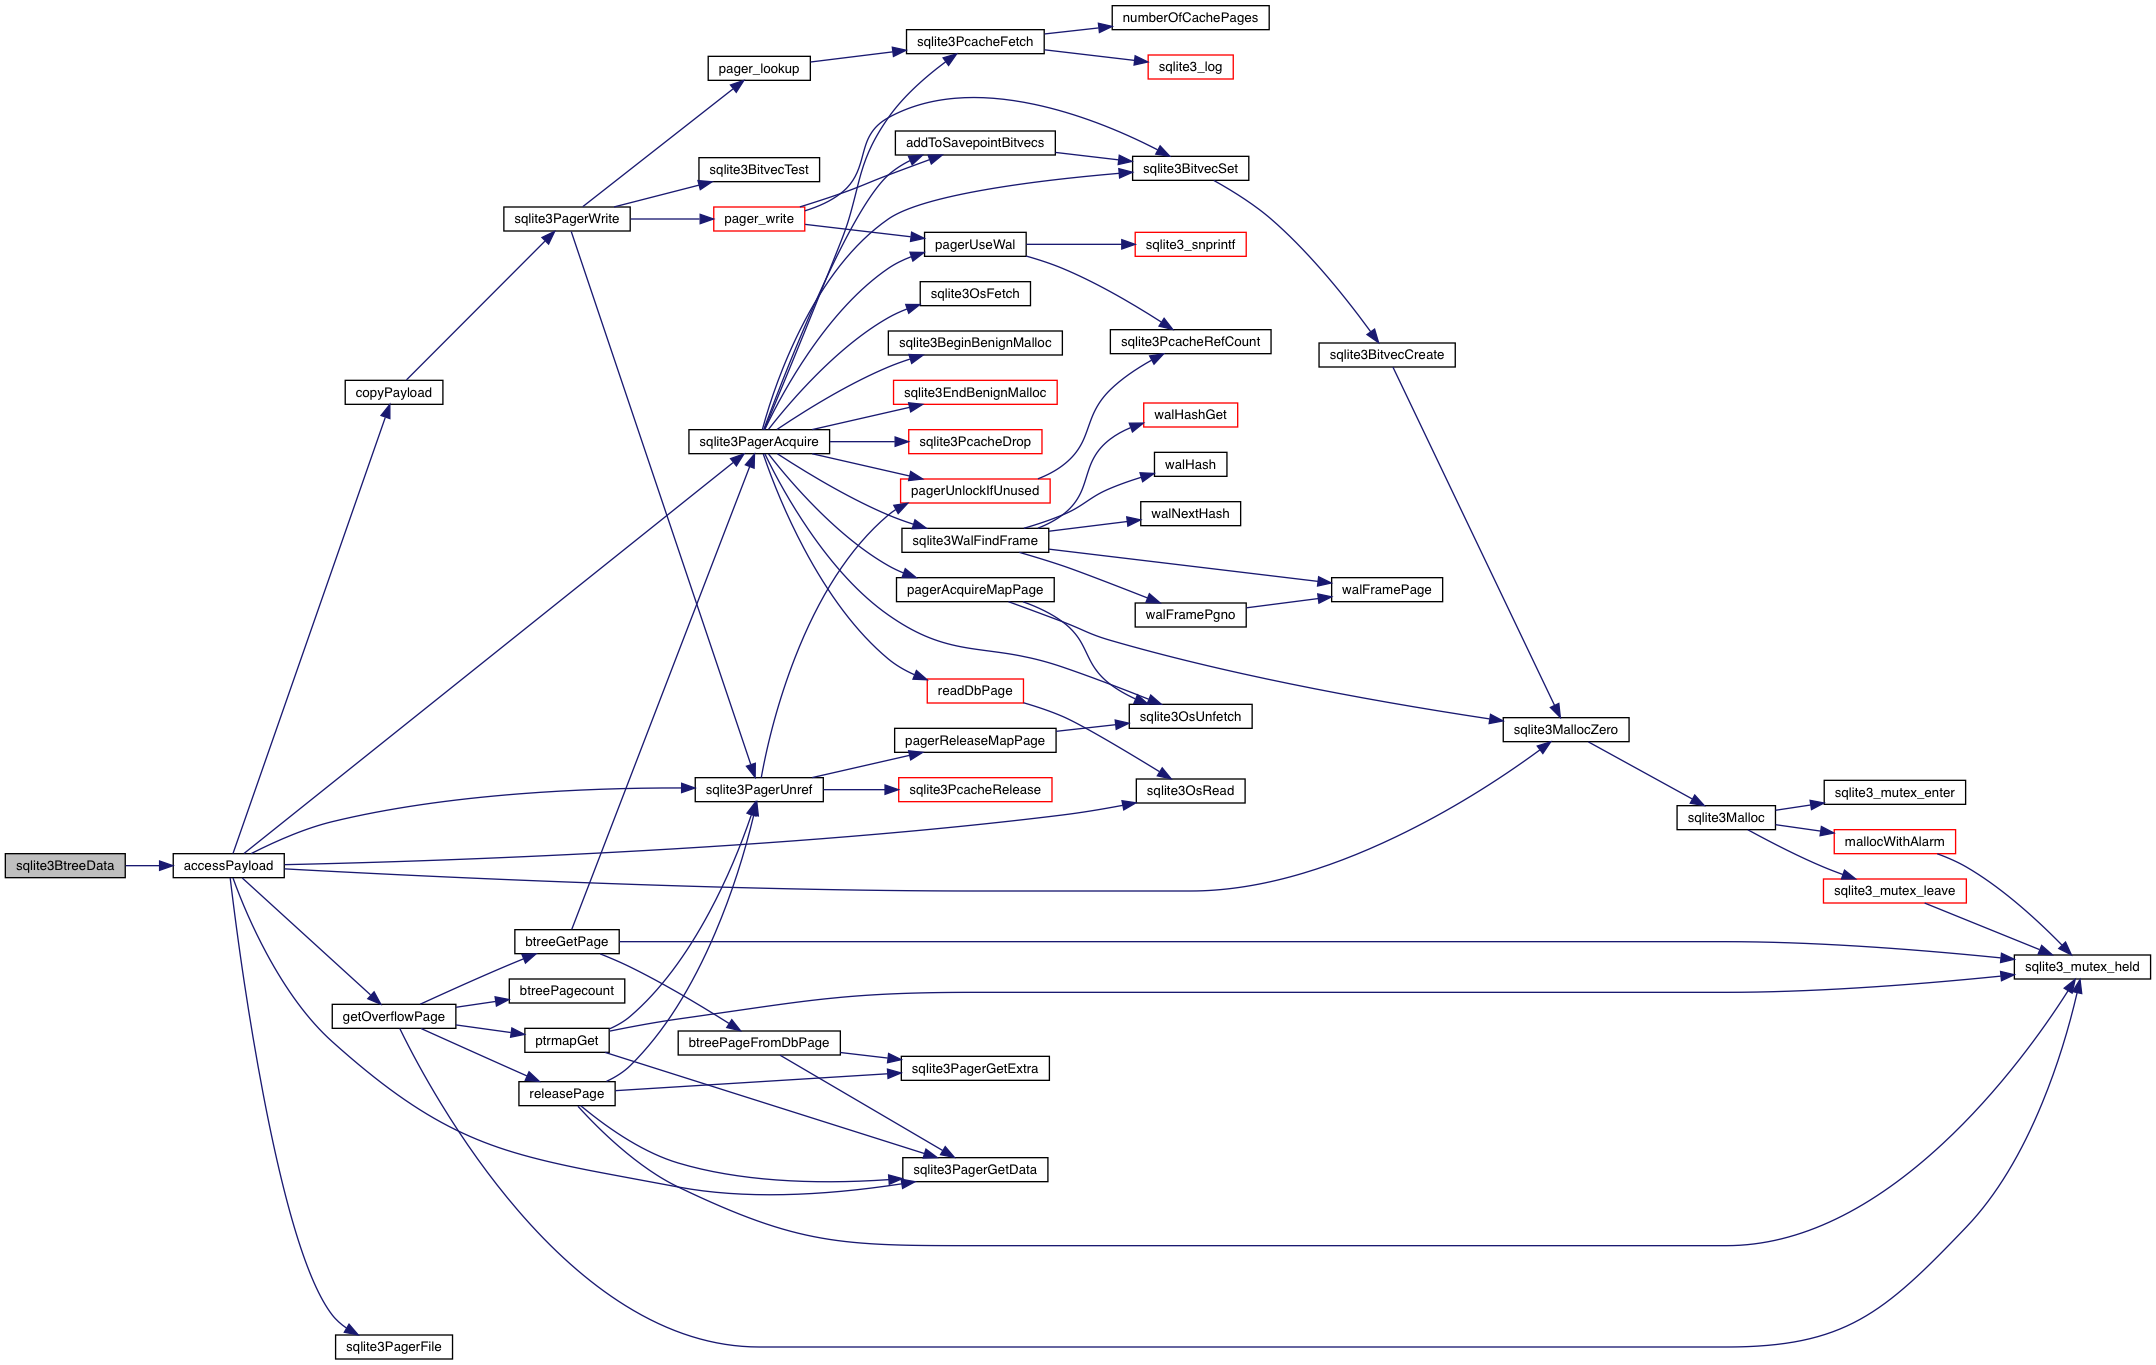 numberOfCachePages
sqlite3PcacheFetch
pager_lookup
sqlite3_log
addToSavepointBitvecs
sqlite3BitvecTest
sqlite3BitvecSet
sqlite3PagerWrite
pager_write
pagerUseWal
sqlite3_snprintf
sqlite3OsFetch
sqlite3BeginBenignMalloc
sqlite3PcacheRefCount
sqlite3BitvecCreate
copyPayload
sqlite3EndBenignMalloc
walHashGet
sqlite3PagerAcquire
sqlite3PcacheDrop
walHash
pagerUnlockIfUnused
walNextHash
sqlite3WalFindFrame
pagerAcquireMapPage
walFramePage
walFramePgno
readDbPage
sqlite3OsUnfetch
sqlite3MallocZero
pagerReleaseMapPage
sqlite3PagerUnref
sqlite3PcacheRelease
sqlite3OsRead
sqlite3_mutex_enter
sqlite3Malloc
mallocWithAlarm
sqlite3BtreeData
accessPayload
sqlite3_mutex_leave
btreeGetPage
sqlite3_mutex_held
btreePagecount
getOverflowPage
ptrmapGet
btreePageFromDbPage
sqlite3PagerGetExtra
releasePage
sqlite3PagerGetData
sqlite3PagerFile